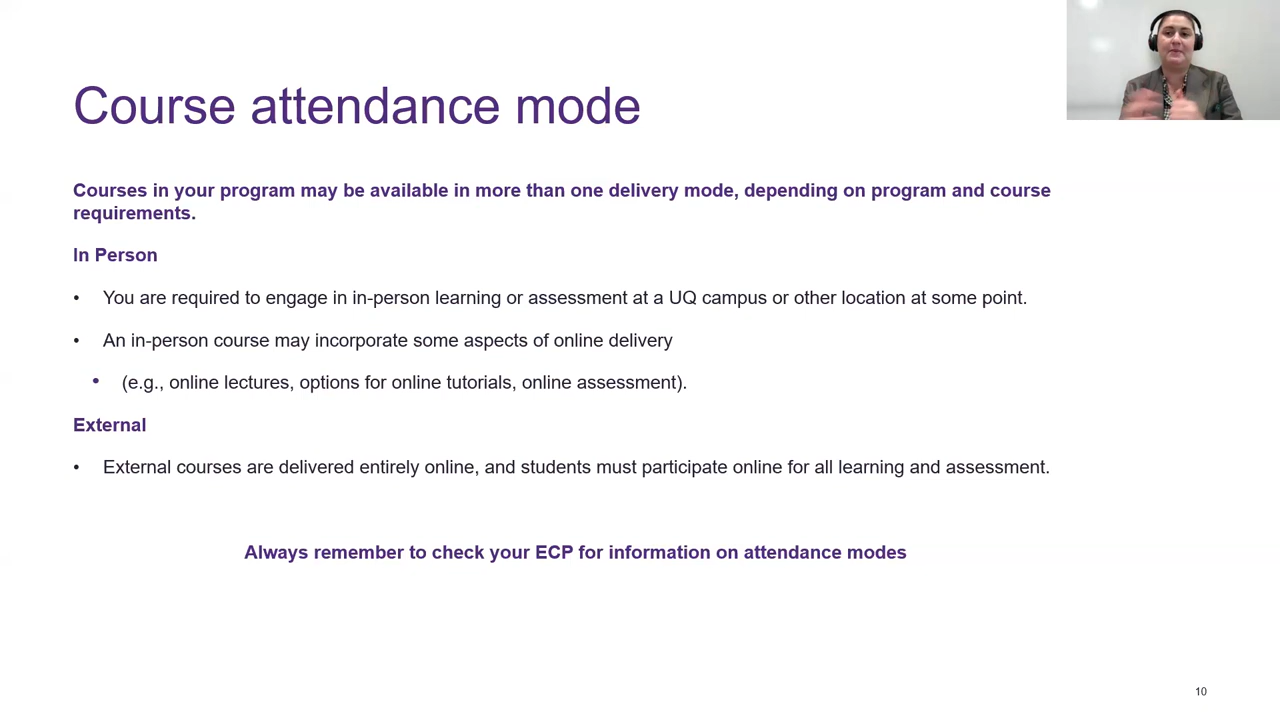 Course attendance mode
Courses in your program may be available in more than one delivery mode, depending on program and course
requirements.
In Person
• You are required to engage in in-person learning or assessment at a UQ campus or other location at some point.
• An in-person course may incorporate some aspects of online delivery
• (e.g., online lectures, options for online tutorials, online assessment).
External
• External courses are delivered entirely online, and students must participate online for all learning and assessment.
Always remember to check your ECP for information on attendance modes
10